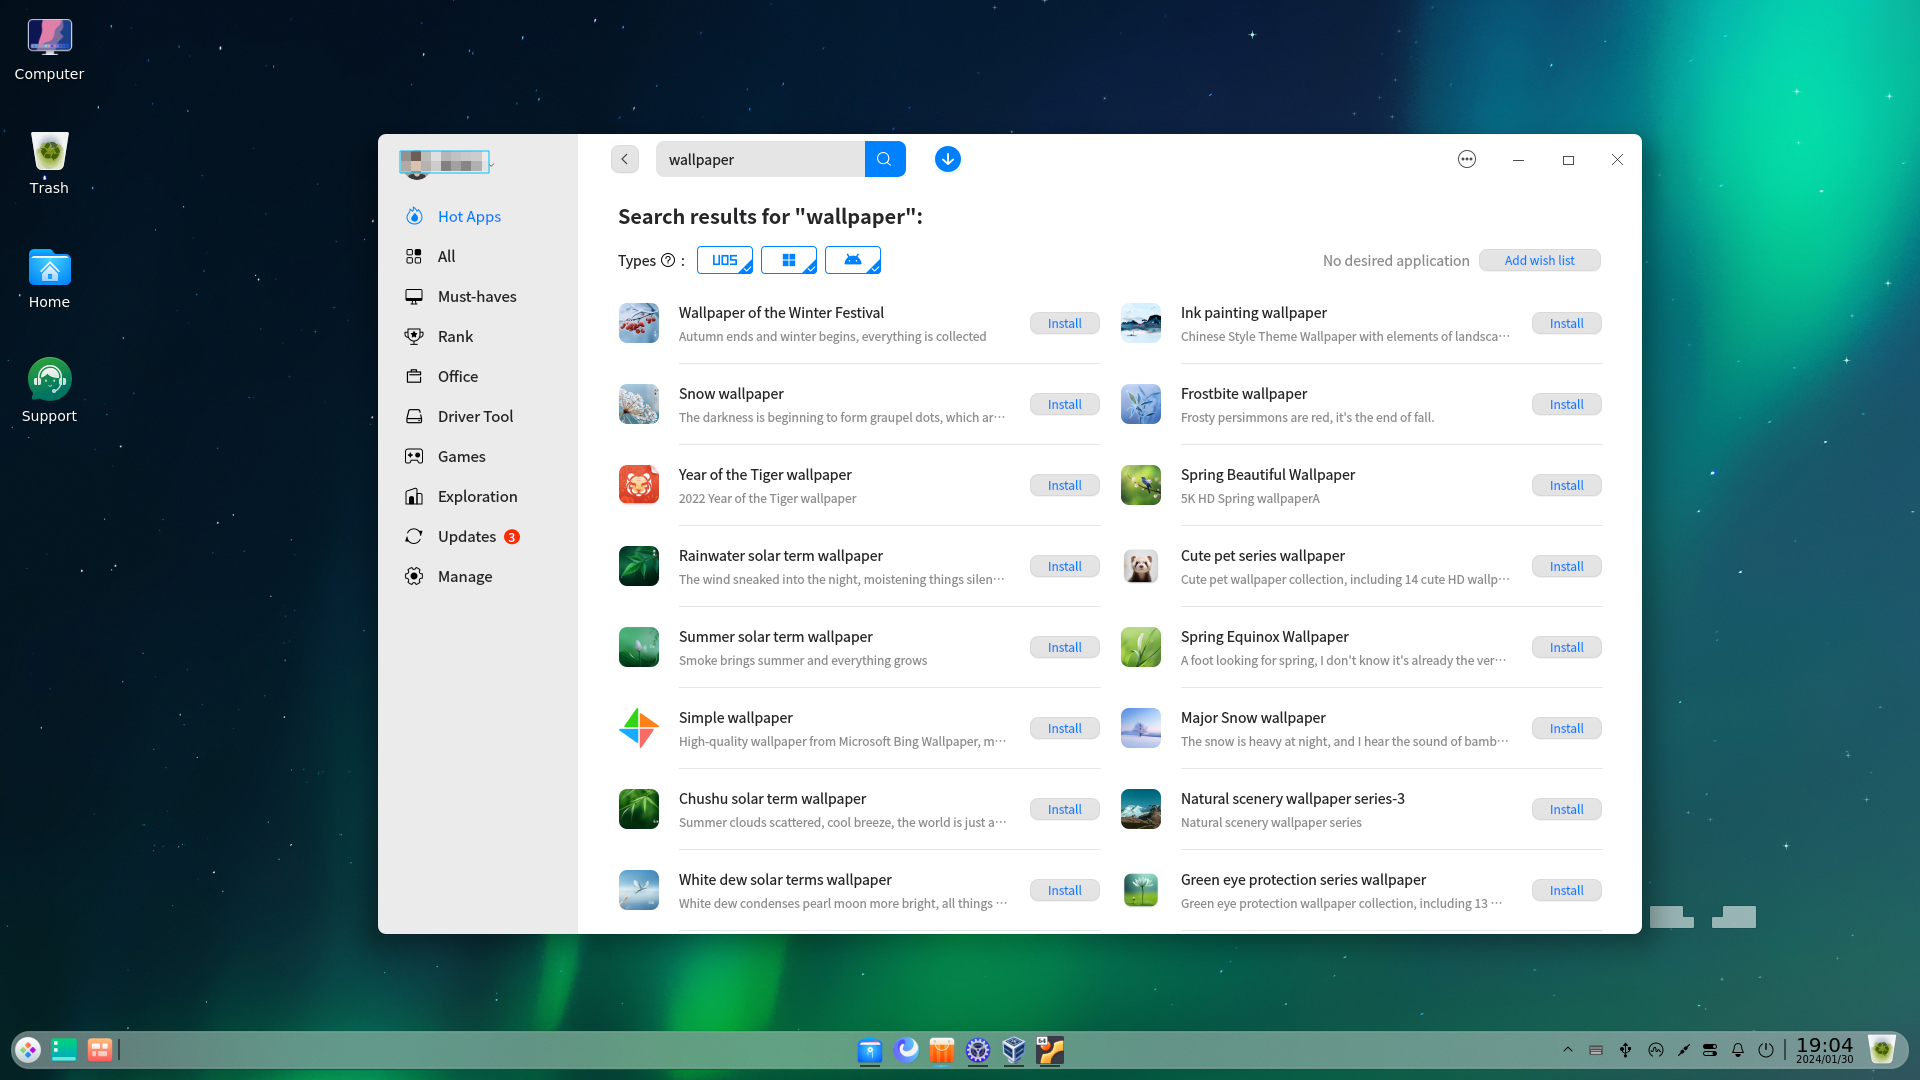 Computer
Trash
Home
Support
wallpaper
Hot Apps
All
Must-haves
Rank
Office
Driver Tool
Games
Exploration
Updates 3
Manage
Search results for "wallpaper":
Types ? :
UOS
No desired application
Add wish list
Wallpaper of the Winter Festival
Autumn ends and winter begins, everything is collected
Install
Ink painting wallpaper
Chinese Style Theme Wallpaper with elements of landsca···
Install
Snow wallpaper
The darkness is beginning to form graupel dots, which ar···
Install
Frostbite wallpaper
Frosty persimmons are red, it's the end of fall.
Install
Year of the Tiger wallpaper
2022 Year of the Tiger wallpaper
Install
Spring Beautiful Wallpaper
5K HD Spring wallpaperA
Install
Rainwater solar term wallpaper
The wind sneaked into the night, moistening things silen···
Install
Cute pet series wallpaper
Cute pet wallpaper collection, including 14 cute HD wallp···
Install
Summer solar term wallpaper
Smoke brings summer and everything grows
Install
Spring Equinox Wallpaper
A foot looking for spring, I don't know it's already the ver···
Install
Simple wallpaper
High-quality wallpaper from Microsoft Bing Wallpaper, m···
Install
Major Snow wallpaper
The snow is heavy at night, and I hear the sound of bamb···
Install
Chushu solar term wallpaper
Summer clouds scattered, cool breeze, the world is just a···
Install
Natural scenery wallpaper series-3
Natural scenery wallpaper series
Install
White dew solar terms wallpaper
White dew condenses pearl moon more bright, all things ···
Install
Green eye protection series wallpaper
Green eye protection wallpaper collection, including 13 ···
Install
64
19:04
2024/01/30